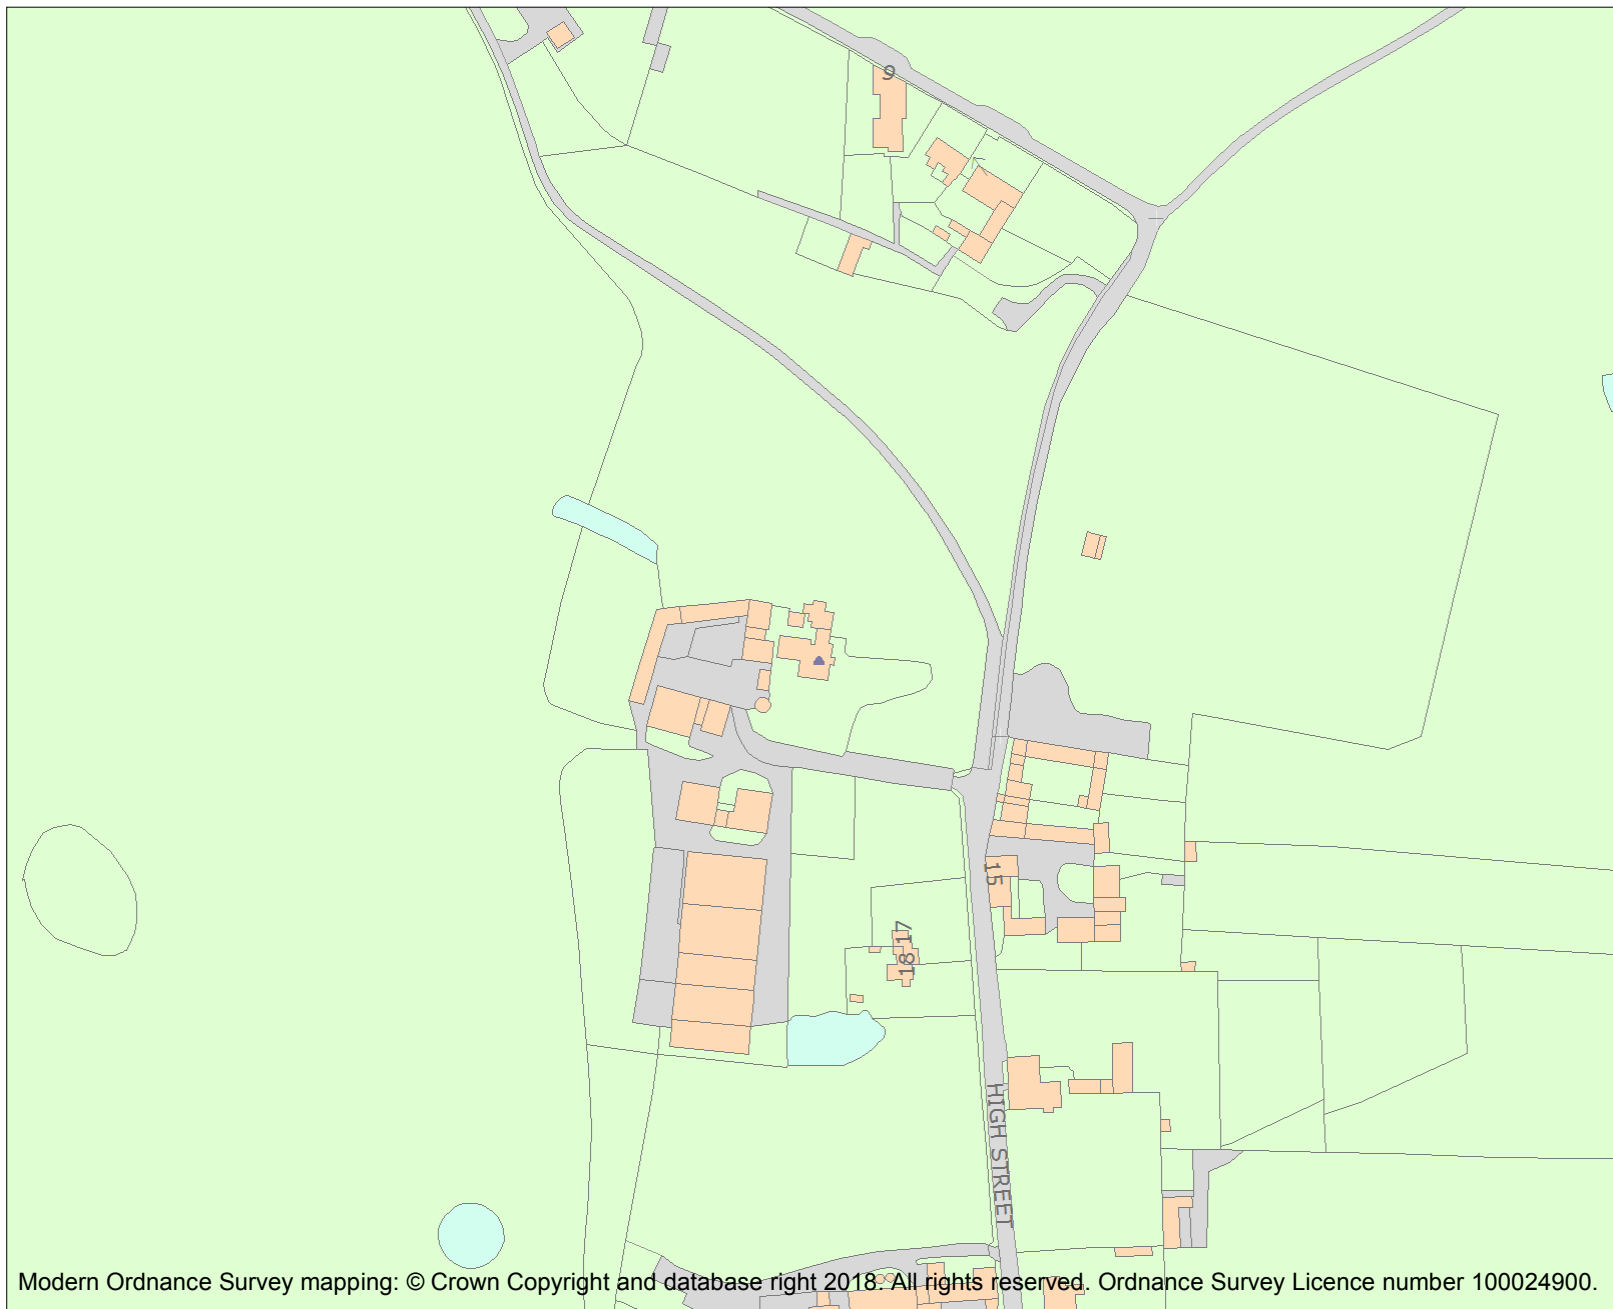 9
15
17
18
HIGH STREET
Modern Ordnance Survey mapping: © Crown Copyright and database right 2018. All rights reserved. Ordnance Survey Licence number 100024900.